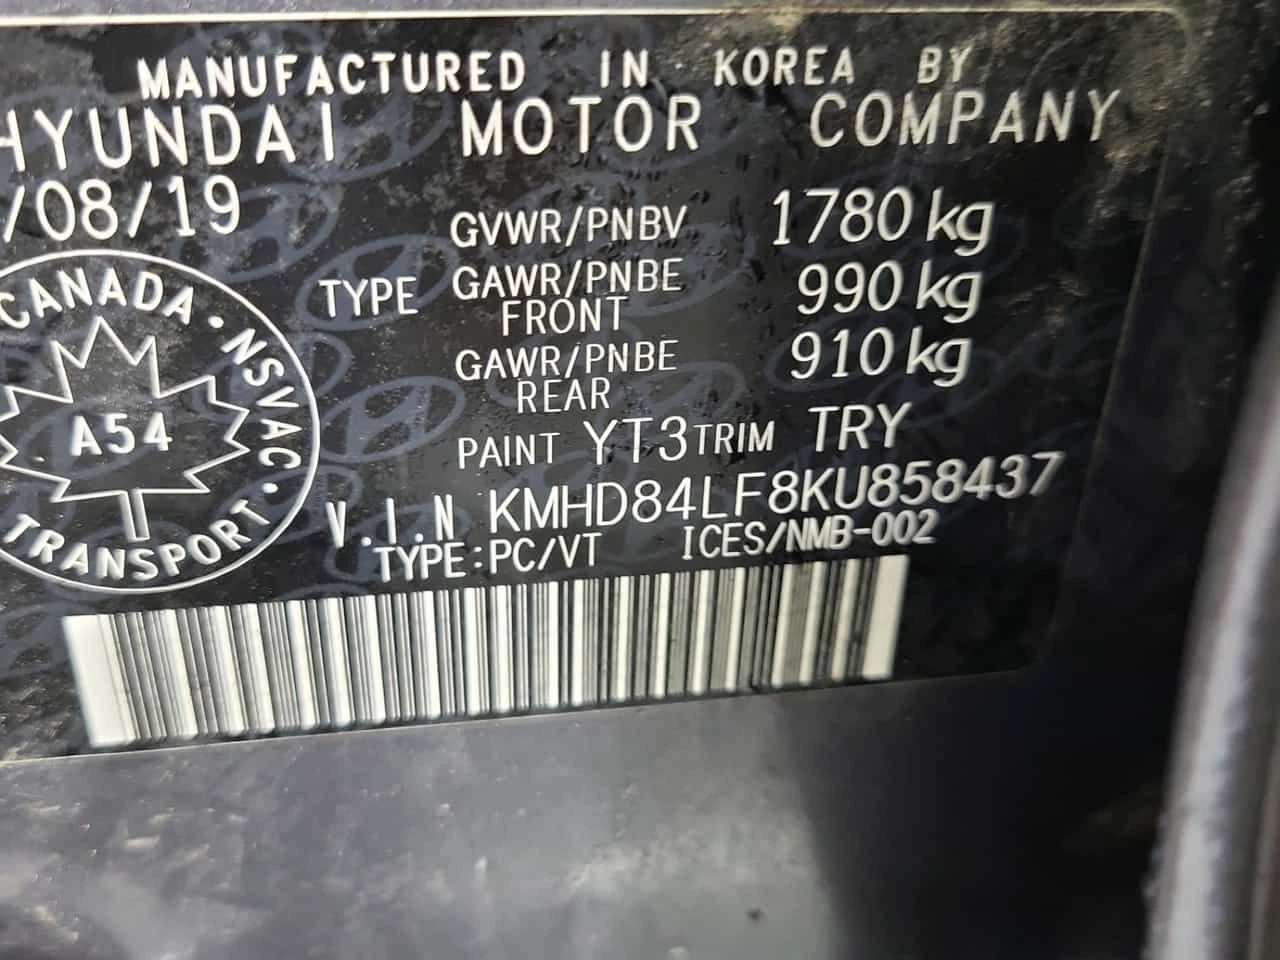 MANUFACTURED IN KOREA BY
HYUNDAI MOTOR COMPANY
/08/19
GVWR/PNBV 1780 kg
TYPE GAWR/PNBE FRONT 990 kg
GAWR/PNBE REAR 910 kg
PAINT YT3 TRIM TRY
V.I.N KMHD84LF8KU858437
TYPE:PC/VT ICES/NMB-002
CANADA · NSVAC · TRANSPORT
A54